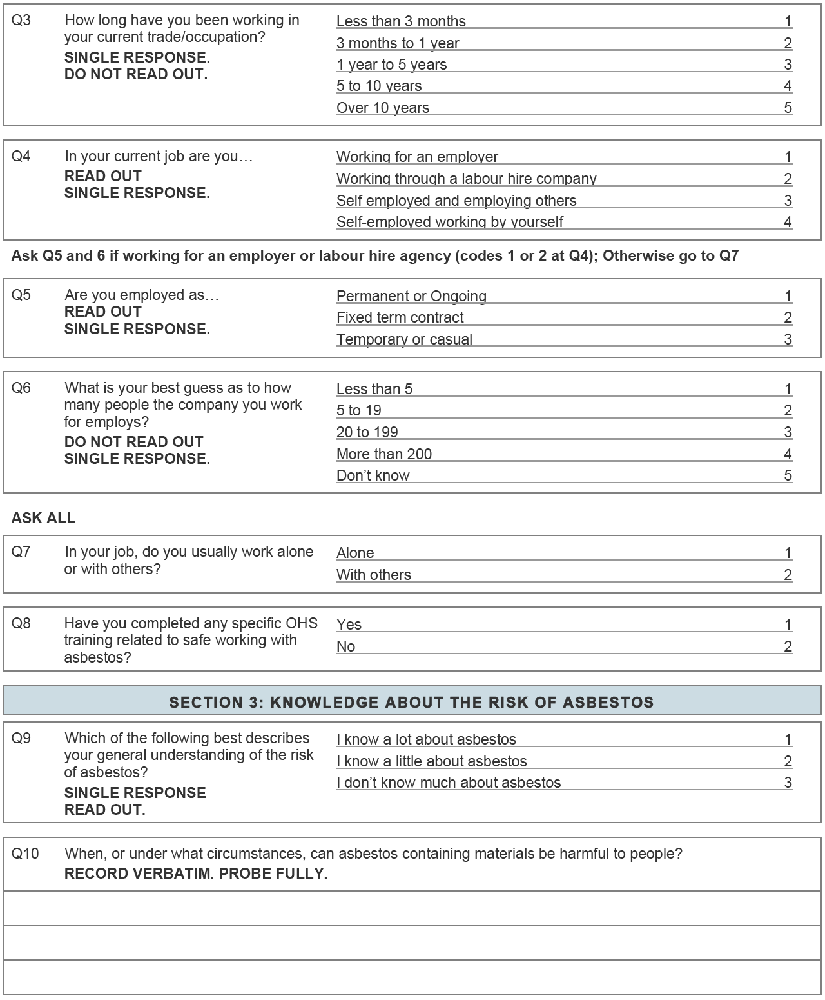 Q3 How long have you been working in Less than 3 months 1
your current trade/occupation? 3 months to 1 year 2
SINGLE RESPONSE. 1 year to 5 years 3
DO NOT READ OUT. 5 to 10 years 4
Over 10 years 5
Q4 In your current job are you… Working for an employer 1
READ OUT Working through a labour hire company 2
SINGLE RESPONSE. Self employed and employing others 3
Self-employed working by yourself 4
Ask Q5 and 6 if working for an employer or labour hire agency (codes 1 or 2 at Q4); Otherwise go to Q7
Q5 Are you employed as… Permanent or Ongoing 1
READ OUT Fixed term contract 2
SINGLE RESPONSE. Temporary or casual 3
Q6 What is your best guess as to how Less than 5 1
many people the company you work 5 to 19 2
for employs? 20 to 199 3
DO NOT READ OUT More than 200 4
SINGLE RESPONSE. Don’t know 5
ASK ALL
Q7 In your job, do you usually work alone Alone 1
or with others? With others 2
Q8 Have you completed any specific OHS Yes 1
training related to safe working with No 2
asbestos?
SECTION 3: KNOWLEDGE ABOUT THE RISK OF ASBESTOS
Q9 Which of the following best describes I know a lot about asbestos 1
your general understanding of the risk I know a little about asbestos 2
of asbestos? I don’t know much about asbestos 3
SINGLE RESPONSE
READ OUT.
Q10 When, or under what circumstances, can asbestos containing materials be harmful to people?
RECORD VERBATIM. PROBE FULLY.